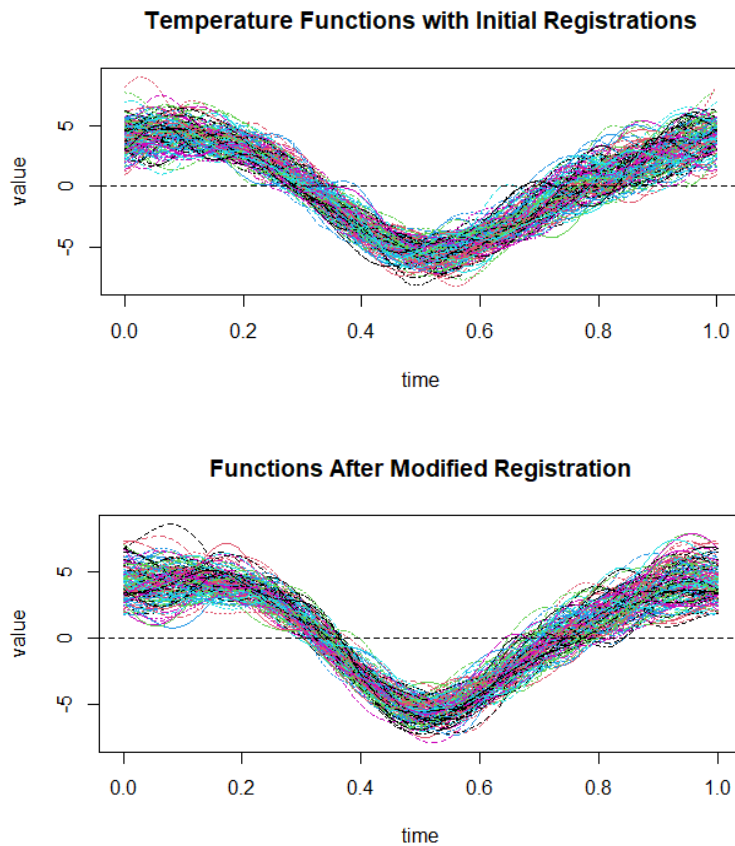 Temperature Functions with Initial Registrations
value
5
0
-5
0.0 0.2 0.4 0.6 0.8 1.0
time
Functions After Modified Registration
value
5
0
-5
0.0 0.2 0.4 0.6 0.8 1.0
time